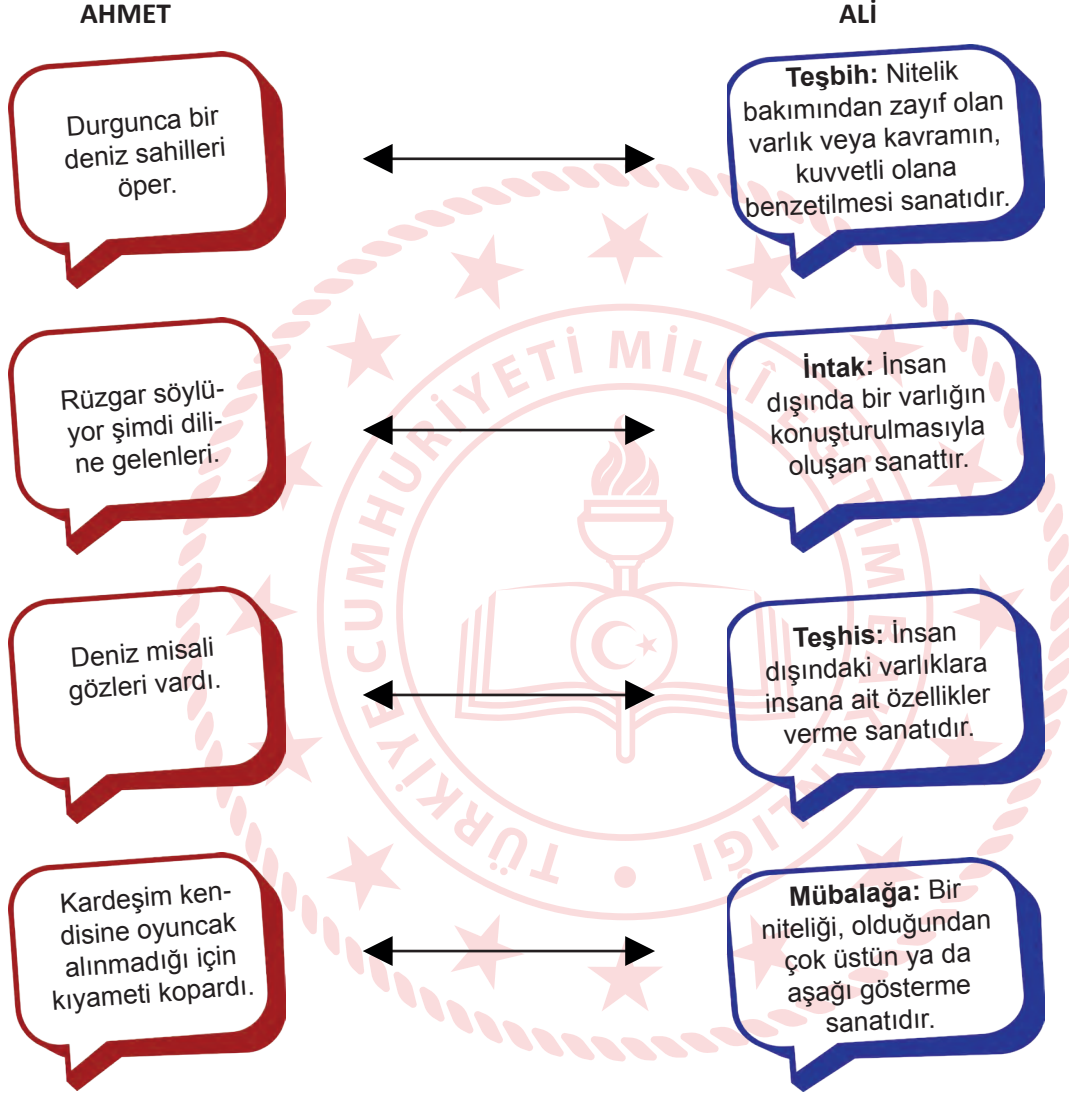 AHMET
ALİ
Durgunca bir
deniz sahilleri
öper.
Teşbih: Nitelik
bakımından zayıf olan
varlık veya kavramın,
kuvvetli olana
benzetilmesi sanatıdır.
Rüzgar söylü-
yor şimdi dili-
ne gelenleri.
İntak: İnsan
dışında bir varlığın
konuşturulmasıyla
oluşan sanattır.
Deniz misali
gözleri vardı.
Teşhis: İnsan
dışındaki varlıklara
insana ait özellikler
verme sanatıdır.
Kardeşim ken-
disine oyuncak
alınmadığı için
kıyameti kopardı.
Mübalağa: Bir
niteliği, olduğundan
çok üstün ya da
aşağı gösterme
sanatıdır.
TÜRKİYE CUMHURİYETİ MİLLÎ EĞİTİM BAKANLIĞI